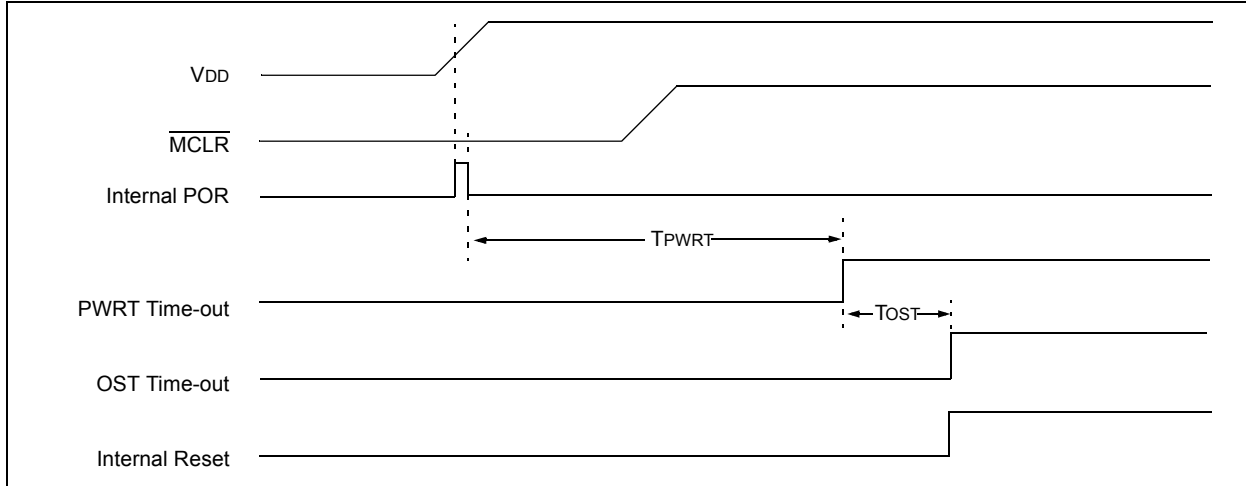 VDD
MCLR
Internal POR
TPWRT
PWRT Time-out
TOST
OST Time-out
Internal Reset